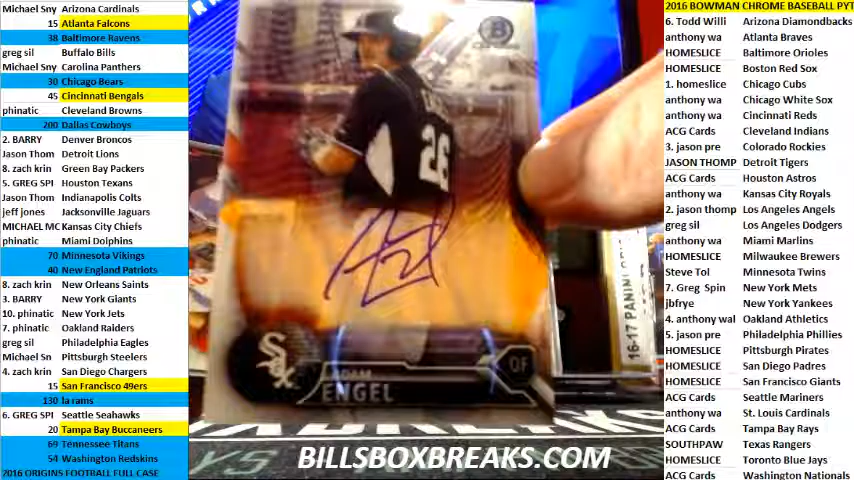 Michael Sny Arizona Cardinals
15 Atlanta Falcons
38 Baltimore Ravens
greg sil Buffalo Bills
Michael Sny Carolina Panthers
30 Chicago Bears
45 Cincinnati Bengals
phinatic Cleveland Browns
200 Dallas Cowboys
2. BARRY Denver Broncos
Jason Thom Detroit Lions
8. zach krin Green Bay Packers
5. GREG SPI Houston Texans
Jason Thom Indianapolis Colts
jeff jones Jacksonville Jaguars
MICHAEL MC Kansas City Chiefs
phinatic Miami Dolphins
70 Minnesota Vikings
40 New England Patriots
8. zach krin New Orleans Saints
3. BARRY New York Giants
10. phinatic New York Jets
7. phinatic Oakland Raiders
greg sil Philadelphia Eagles
Michael Sn Pittsburgh Steelers
4. zach krin San Diego Chargers
15 San Francisco 49ers
130 la rams
6. GREG SPI Seattle Seahawks
20 Tampa Bay Buccaneers
69 Tennessee Titans
54 Washington Redskins
2016 ORIGINS FOOTBALL FULL CASE
B
26
Sox
ADAM
ENGEL
OF
16-17 PANINI
BILLSBOXBREAKS.COM
2016 BOWMAN CHROME BASEBALL PYT
6. Todd Willi Arizona Diamondbacks
anthony wa Atlanta Braves
HOMESLICE Baltimore Orioles
HOMESLICE Boston Red Sox
1. homeslice Chicago Cubs
anthony wa Chicago White Sox
anthony wa Cincinnati Reds
ACG Cards Cleveland Indians
3. jason pre Colorado Rockies
JASON THOMP Detroit Tigers
ACG Cards Houston Astros
anthony wa Kansas City Royals
2. jason thomp Los Angeles Angels
greg sil Los Angeles Dodgers
anthony wa Miami Marlins
HOMESLICE Milwaukee Brewers
Steve Tol Minnesota Twins
7. Greg Spin New York Mets
jbfrye New York Yankees
4. anthony wal Oakland Athletics
5. jason pre Philadelphia Phillies
HOMESLICE Pittsburgh Pirates
HOMESLICE San Diego Padres
HOMESLICE San Francisco Giants
ACG Cards Seattle Mariners
anthony wa St. Louis Cardinals
ACG Cards Tampa Bay Rays
SOUTHPAW Texas Rangers
HOMESLICE Toronto Blue Jays
ACG Cards Washington Nationals